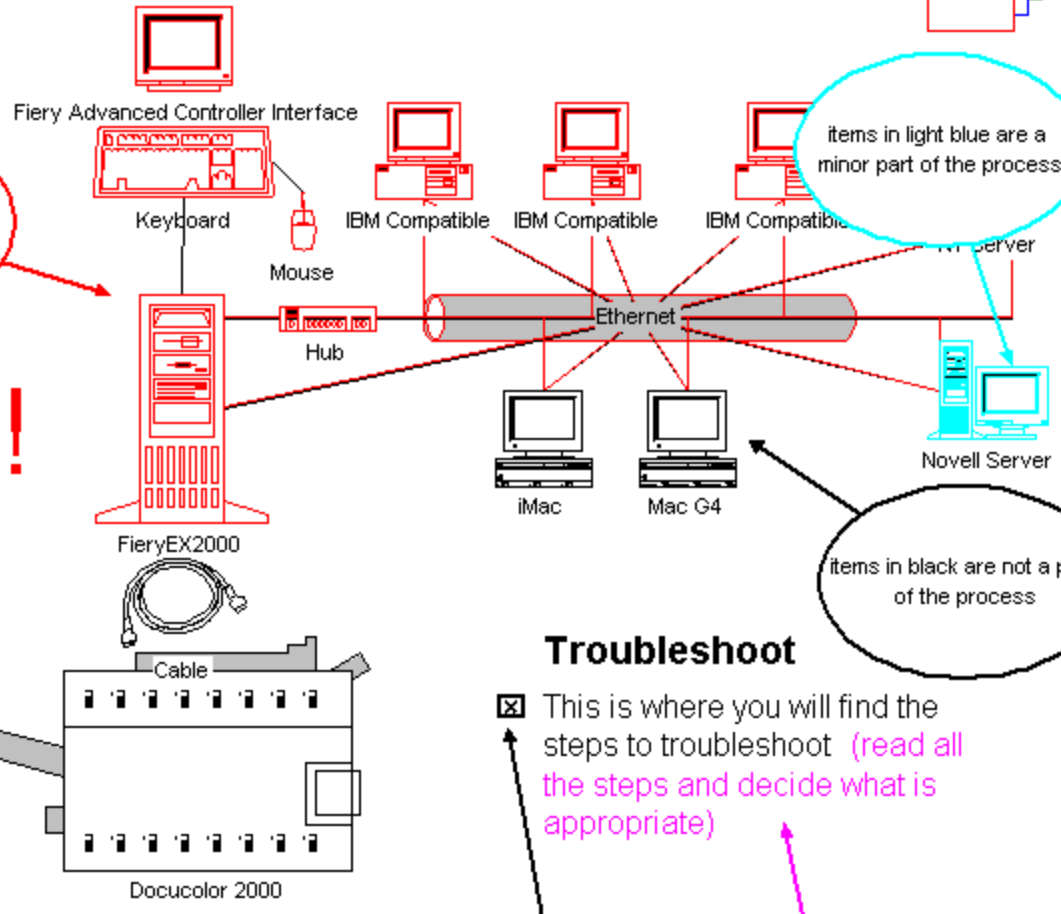 Fiery Advanced Controller Interface
Keyboard
Mouse
IBM Compatible
IBM Compatible
IBM Compatible
items in light blue are a
minor part of the process
Server
Ethernet
Hub
!
FieryEX2000
iMac
Mac G4
Novell Server
items in black are not a
of the process
Cable
Docucolor 2000
Troubleshoot
This is where you will find the
steps to troubleshoot (read all
the steps and decide what is
appropriate)